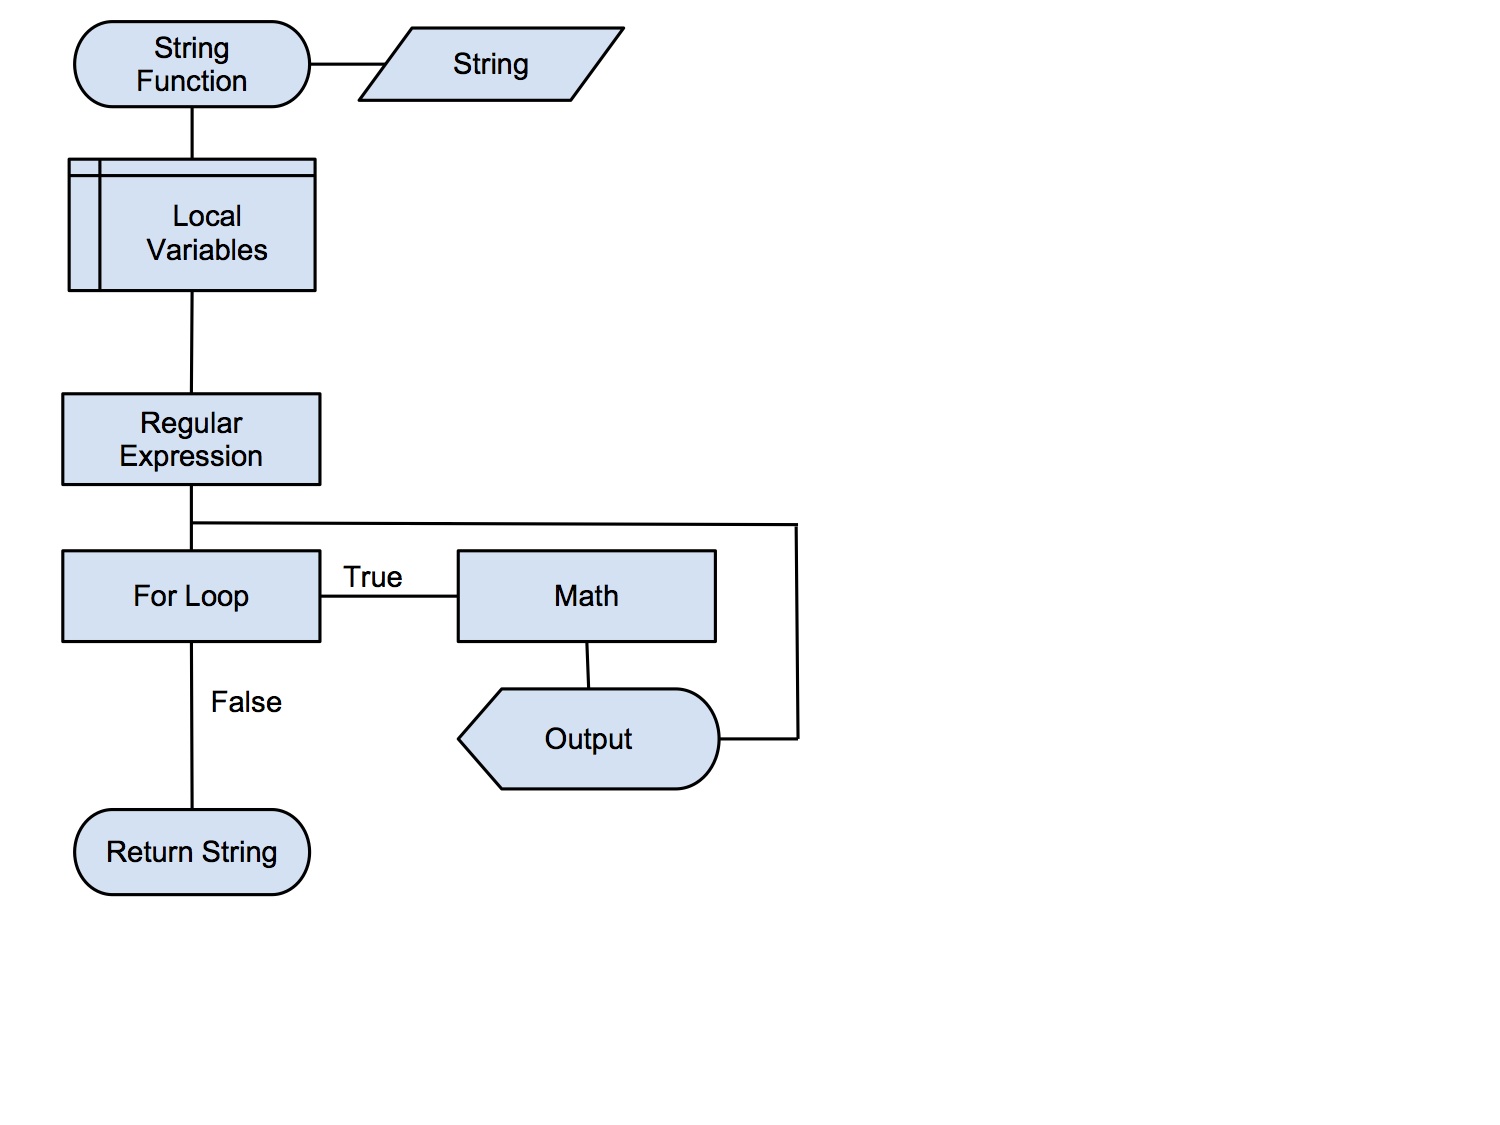 String
Function
String
Local
Variables
Regular
Expression
For Loop
True
Math
False
Output
Return String